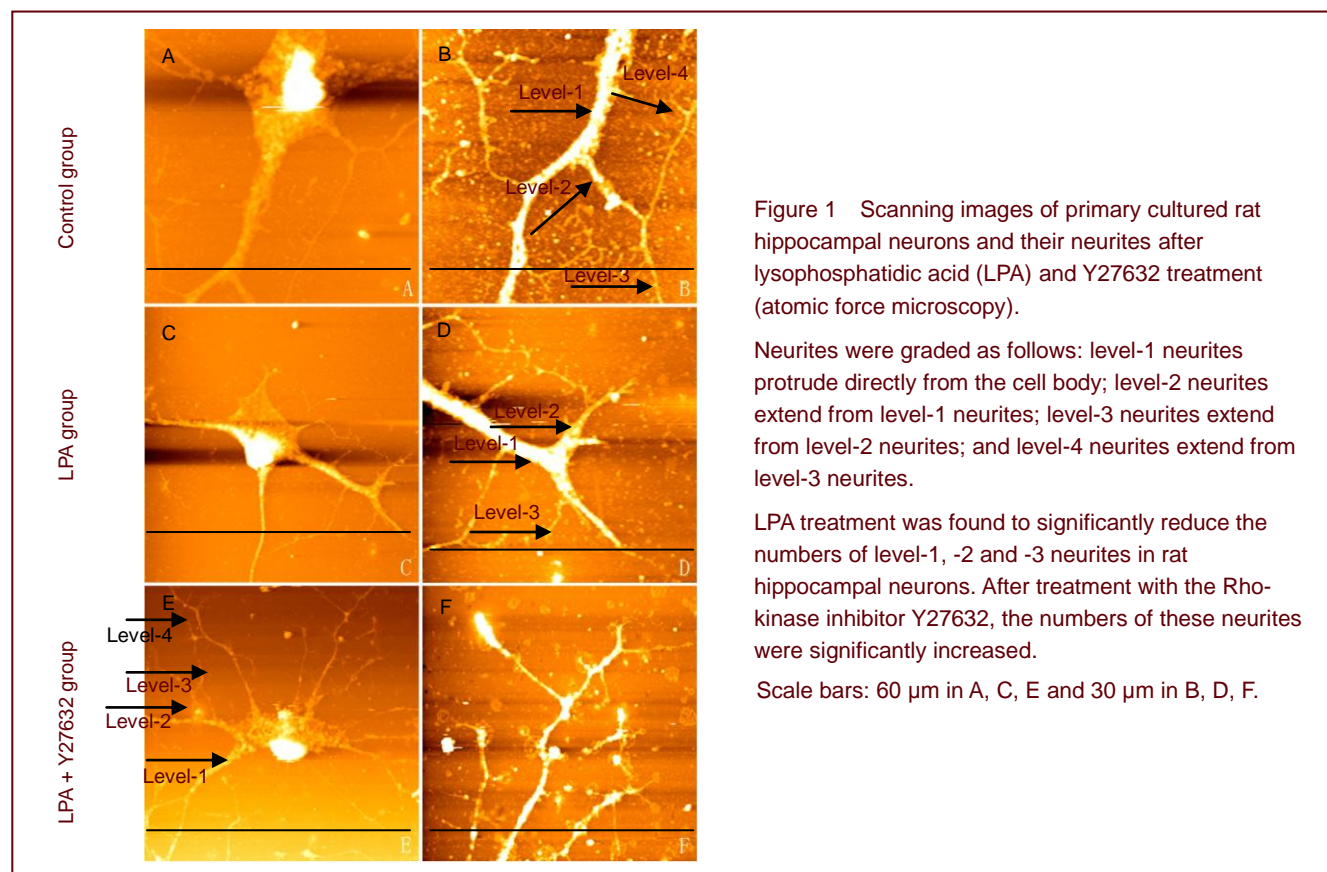 Control group
A
A
B
Level-4
Level-1
Level-2
Level-3
B
LPA group
C
C
D
Level-2
Level-1
Level-3
D
LPA + Y27632 group
E
Level-4
Level-3
Level-2
Level-1
E
F
F
Figure 1 Scanning images of primary cultured rat
hippocampal neurons and their neurites after
lysophosphatidic acid (LPA) and Y27632 treatment
(atomic force microscopy).
Neurites were graded as follows: level-1 neurites
protrude directly from the cell body; level-2 neurites
extend from level-1 neurites; level-3 neurites extend
from level-2 neurites; and level-4 neurites extend from
level-3 neurites.
LPA treatment was found to significantly reduce the
numbers of level-1, -2 and -3 neurites in rat
hippocampal neurons. After treatment with the Rho-
kinase inhibitor Y27632, the numbers of these neurites
were significantly increased.
Scale bars: 60 μm in A, C, E and 30 μm in B, D, F.